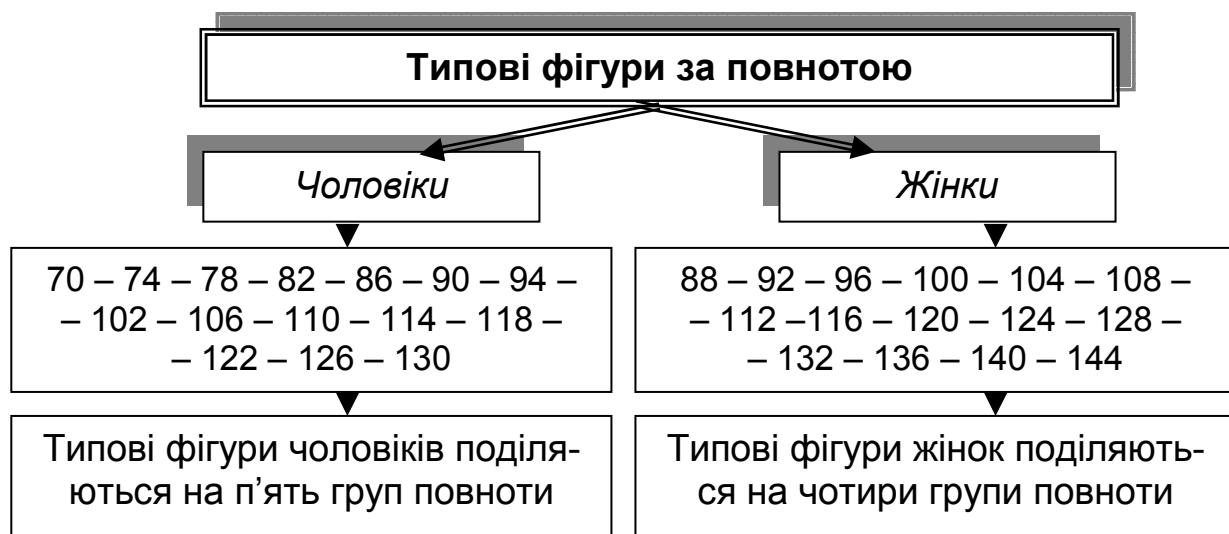 Типові фігури за повнотою
Чоловіки
70 – 74 – 78 – 82 – 86 – 90 – 94 –
– 102 – 106 – 110 – 114 – 118 –
– 122 – 126 – 130
Типові фігури чоловіків поділя-
ються на п’ять груп повноти
Жінки
88 – 92 – 96 – 100 – 104 – 108 –
– 112 –116 – 120 – 124 – 128 –
– 132 – 136 – 140 – 144
Типові фігури жінок поділяють-
ся на чотири групи повноти